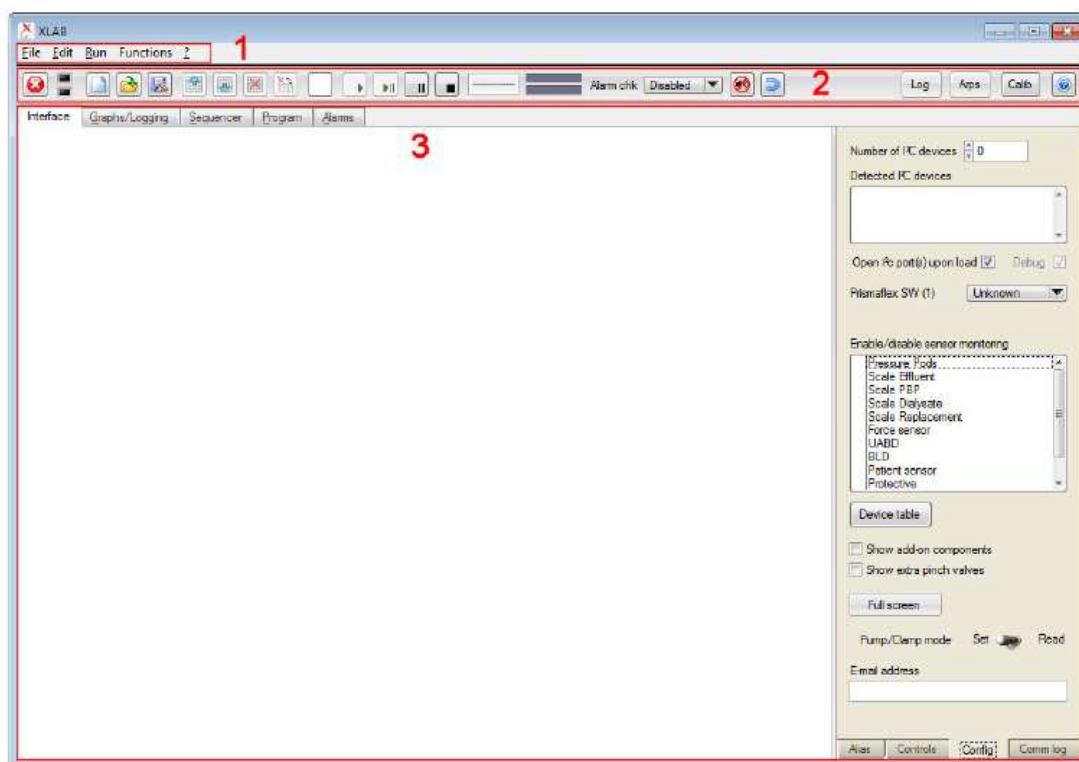 XLAB
File Edit Run Functions ?
1
Alarm chk Disabled
2
Log Arps Calib
Interface Graphs/Logging Sequencer Program Alarms
3
Number of I²C devices 0
Detected I²C devices
Open I²c port(s) upon load Debug
Prismaflex SW (1) Unknown
Enable/disable sensor monitoring
Pressure Pods
Scale Effluent
Scale PBP
Scale Dialysate
Scale Replacement
Force sensor
UABD
BLD
Patient sensor
Protective
Device table
Show add-on components
Show extra pinch valves
Full screen
Pump/Clamp mode Set Read
E-mail address
Alias Controls Config Comm log